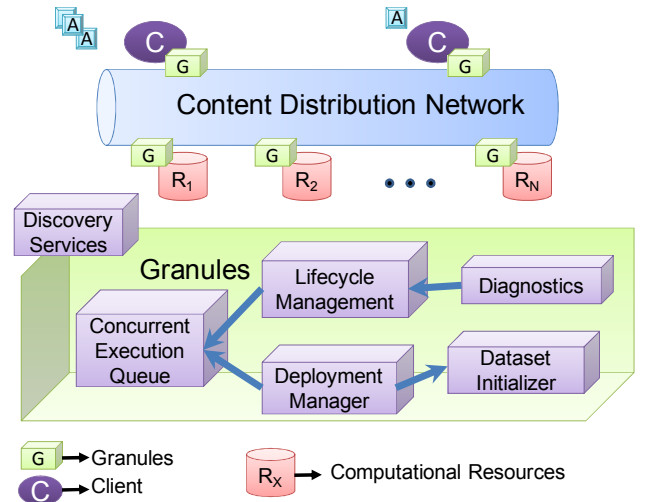 A
A
A
C
G
A
C
G
Content Distribution Network
G
R1
G
R2
G
RN
Discovery
Services
Granules
Lifecycle
Management
Diagnostics
Concurrent
Execution
Queue
Deployment
Manager
Dataset
Initializer
G Granules
C Client
RX Computational Resources